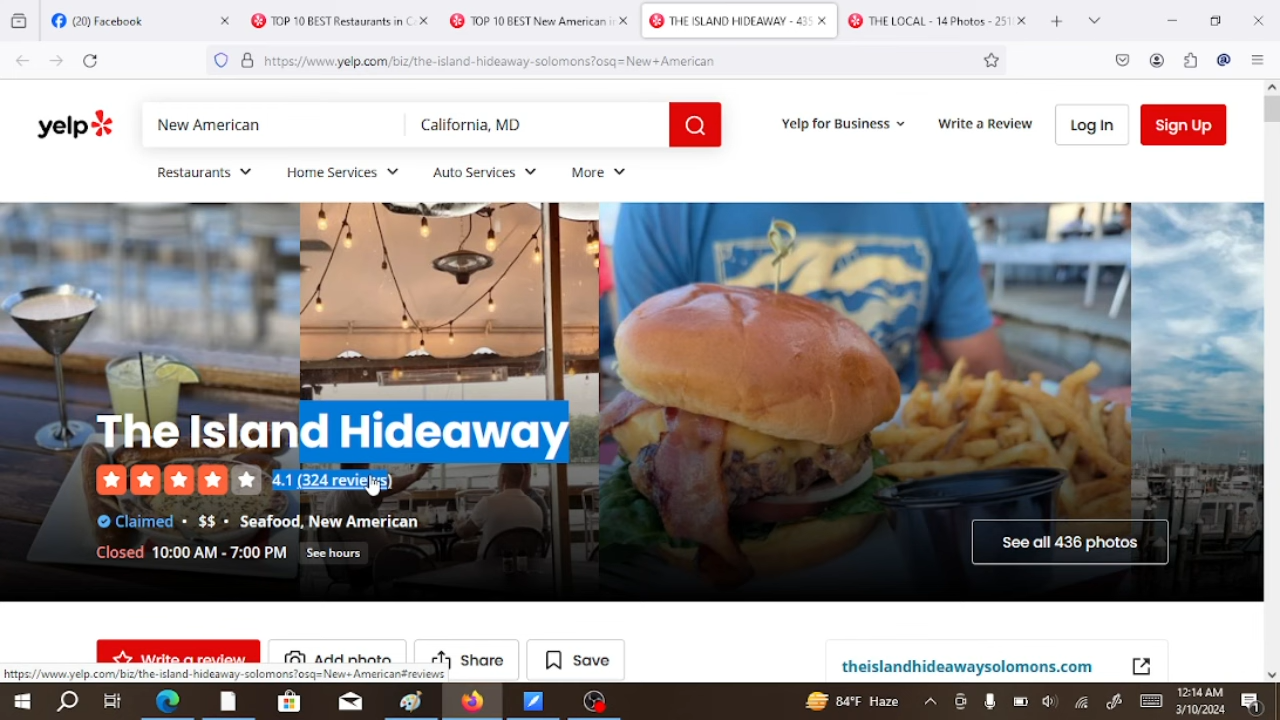 (20) Facebook
TOP 10 BEST Restaurants in C
TOP 10 BEST New American i
THE ISLAND HIDEAWAY - 435
THE LOCAL - 14 Photos - 251
https://www.yelp.com/biz/the-island-hideaway-solomons?osq=New+American
yelp
New American
California, MD
Yelp for Business
Write a Review
Log In
Sign Up
Restaurants
Home Services
Auto Services
More
The Island Hideaway
4.1 (324 reviews)
Claimed • $$ • Seafood, New American
Closed 10:00 AM - 7:00 PM
See hours
See all 436 photos
Write a review
Add photo
Share
Save
theislandhideawaysolomons.com
https://www.yelp.com/biz/the-island-hideaway-solomons?osq=New+American#reviews
84°F Haze
12:14 AM
3/10/2024
1